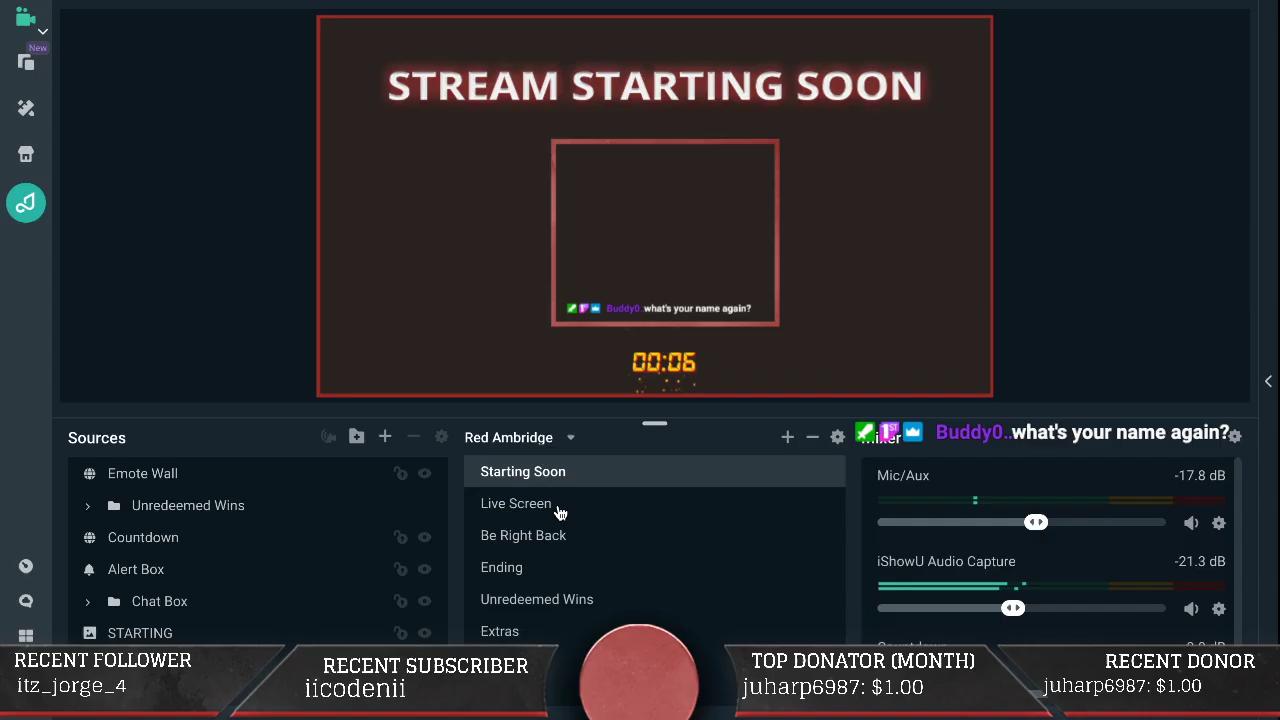 New
STREAM STARTING SOON
Buddy0.. what's your name again?
00:06
Sources
Emote Wall
Unredeemed Wins
Countdown
Alert Box
Chat Box
STARTING
Red Ambridge
Starting Soon
Live Screen
Be Right Back
Ending
Unredeemed Wins
Extras
Mixer
1ST Buddy0.. what's your name again?
Mic/Aux -17.8 dB
iShowU Audio Capture -21.3 dB
RECENT FOLLOWER
itz_jorge_4
RECENT SUBSCRIBER
iicodenii
TOP DONATOR (MONTH)
juharp6987: $1.00
RECENT DONOR
juharp6987: $1.00